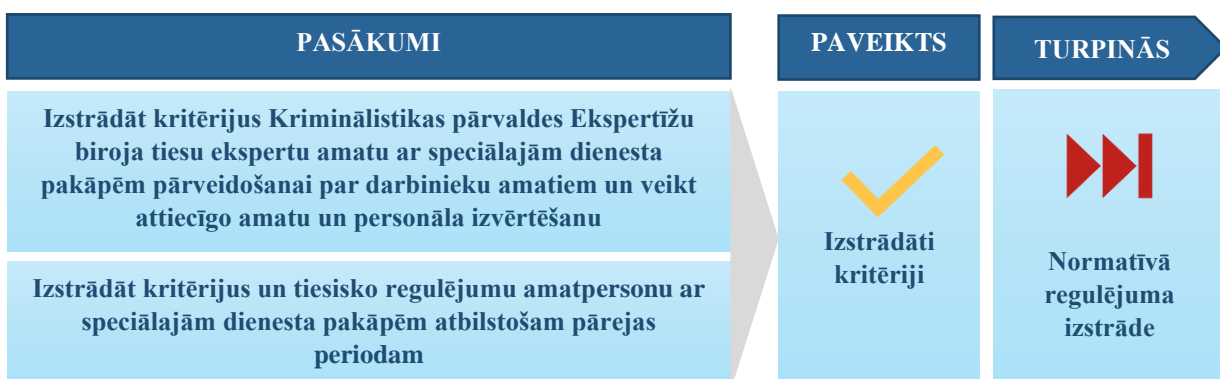 PASĀKUMI
PAVEIKTS
TURPINĀS
Izstrādāt kritērijus Kriminālistikas pārvaldes Ekspertīžu
biroja tiesu ekspertu amatu ar speciālajām dienesta
pakāpēm pārveidošanai par darbinieku amatiem un veikt
attiecīgo amatu un personāla izvērtēšanu
Izstrādāt kritērijus un tiesisko regulējumu amatpersonu ar
speciālajām dienesta pakāpēm atbilstošam pārejas
periodam
Izstrādāti
kritēriji
Normatīvā
regulējuma
izstrāde